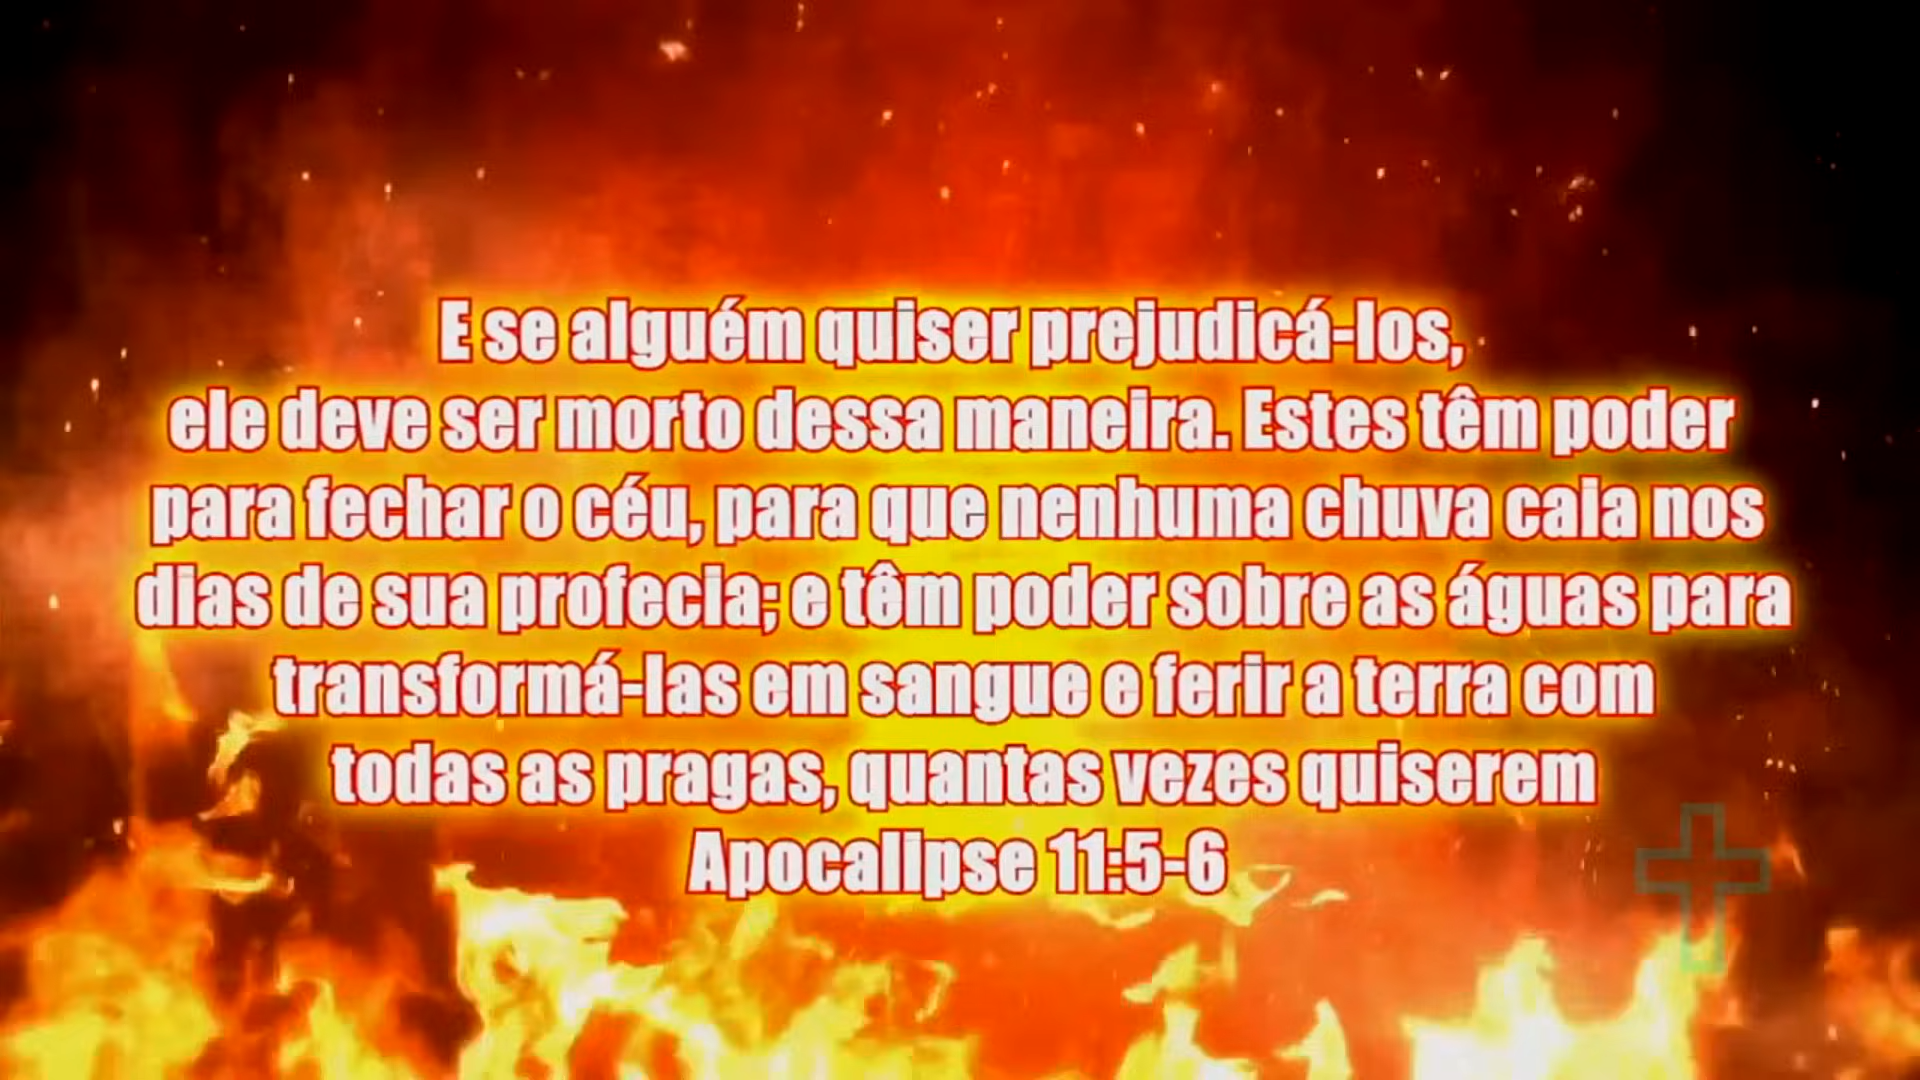 E se alguém quiser prejudicá-los,
ele deve ser morto dessa maneira. Estes têm poder
para fechar o céu, para que nenhuma chuva caia nos
dias de sua profecia; e têm poder sobre as águas para
transformá-las em sangue e ferir a terra com
todas as pragas, quantas vezes quiserem
Apocalipse 11:5-6